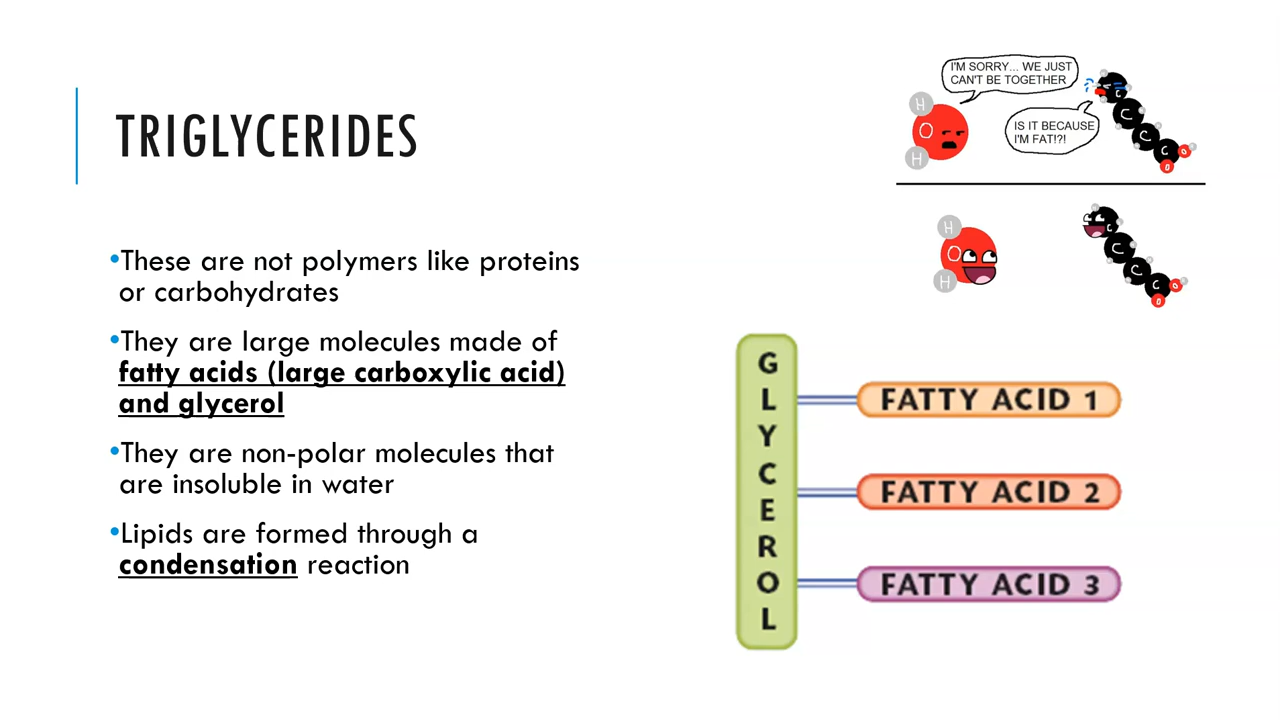 TRIGLYCERIDES
•These are not polymers like proteins
or carbohydrates
•They are large molecules made of
fatty acids (large carboxylic acid)
and glycerol
•They are non-polar molecules that
are insoluble in water
•Lipids are formed through a
condensation reaction
I'M SORRY... WE JUST
CAN'T BE TOGETHER
IS IT BECAUSE
I'M FAT!?!
H
O
H
C
C
C
C
O
O
H
O
H
C
C
C
C
O
O
GLYCEROL
FATTY ACID 1
FATTY ACID 2
FATTY ACID 3